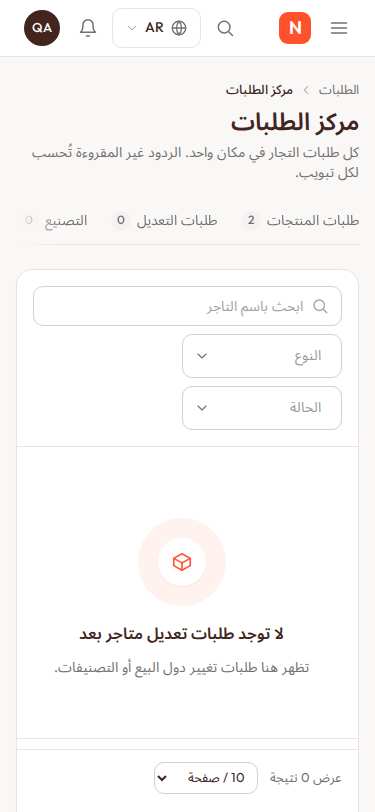 N
AR
QA
الطلبات
مركز الطلبات
مركز الطلبات
كل طلبات التجار في مكان واحد. الردود غير المقروءة تُحسب
لكل تبويب.
طلبات المنتجات 2
طلبات التعديل 0
التصنيع 0
ابحث باسم التاجر
النوع
الحالة
لا توجد طلبات تعديل متاجر بعد
تظهر هنا طلبات تغيير دول البيع أو التصنيفات.
عرض 0 نتيجة
10 / صفحة